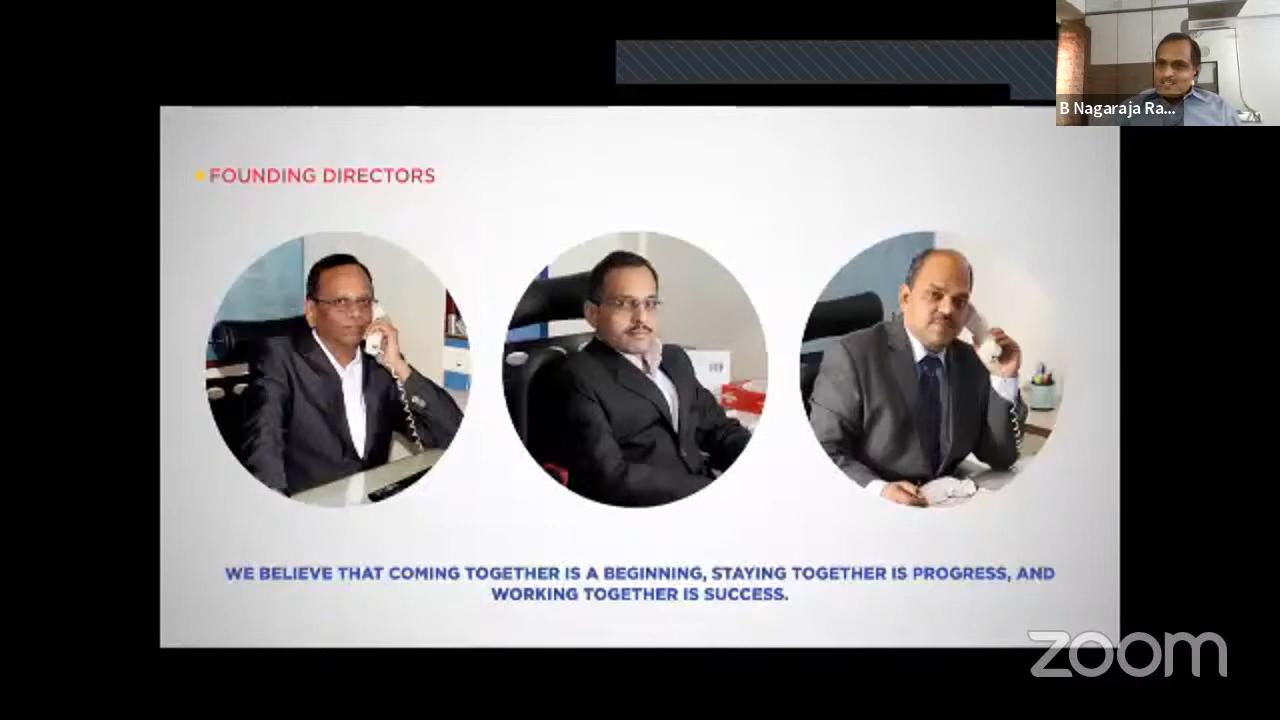 B Nagaraja Ra...
FOUNDING DIRECTORS
WE BELIEVE THAT COMING TOGETHER IS A BEGINNING, STAYING TOGETHER IS PROGRESS, AND
WORKING TOGETHER IS SUCCESS.
zoom